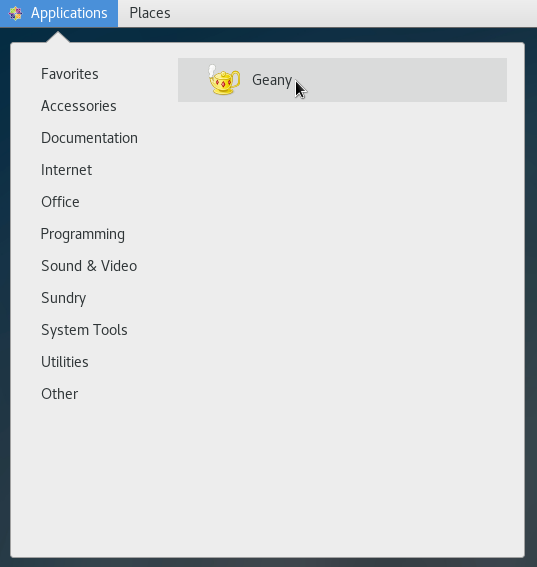 Applications Places
Favorites
Geany
Accessories
Documentation
Internet
Office
Programming
Sound & Video
Sundry
System Tools
Utilities
Other